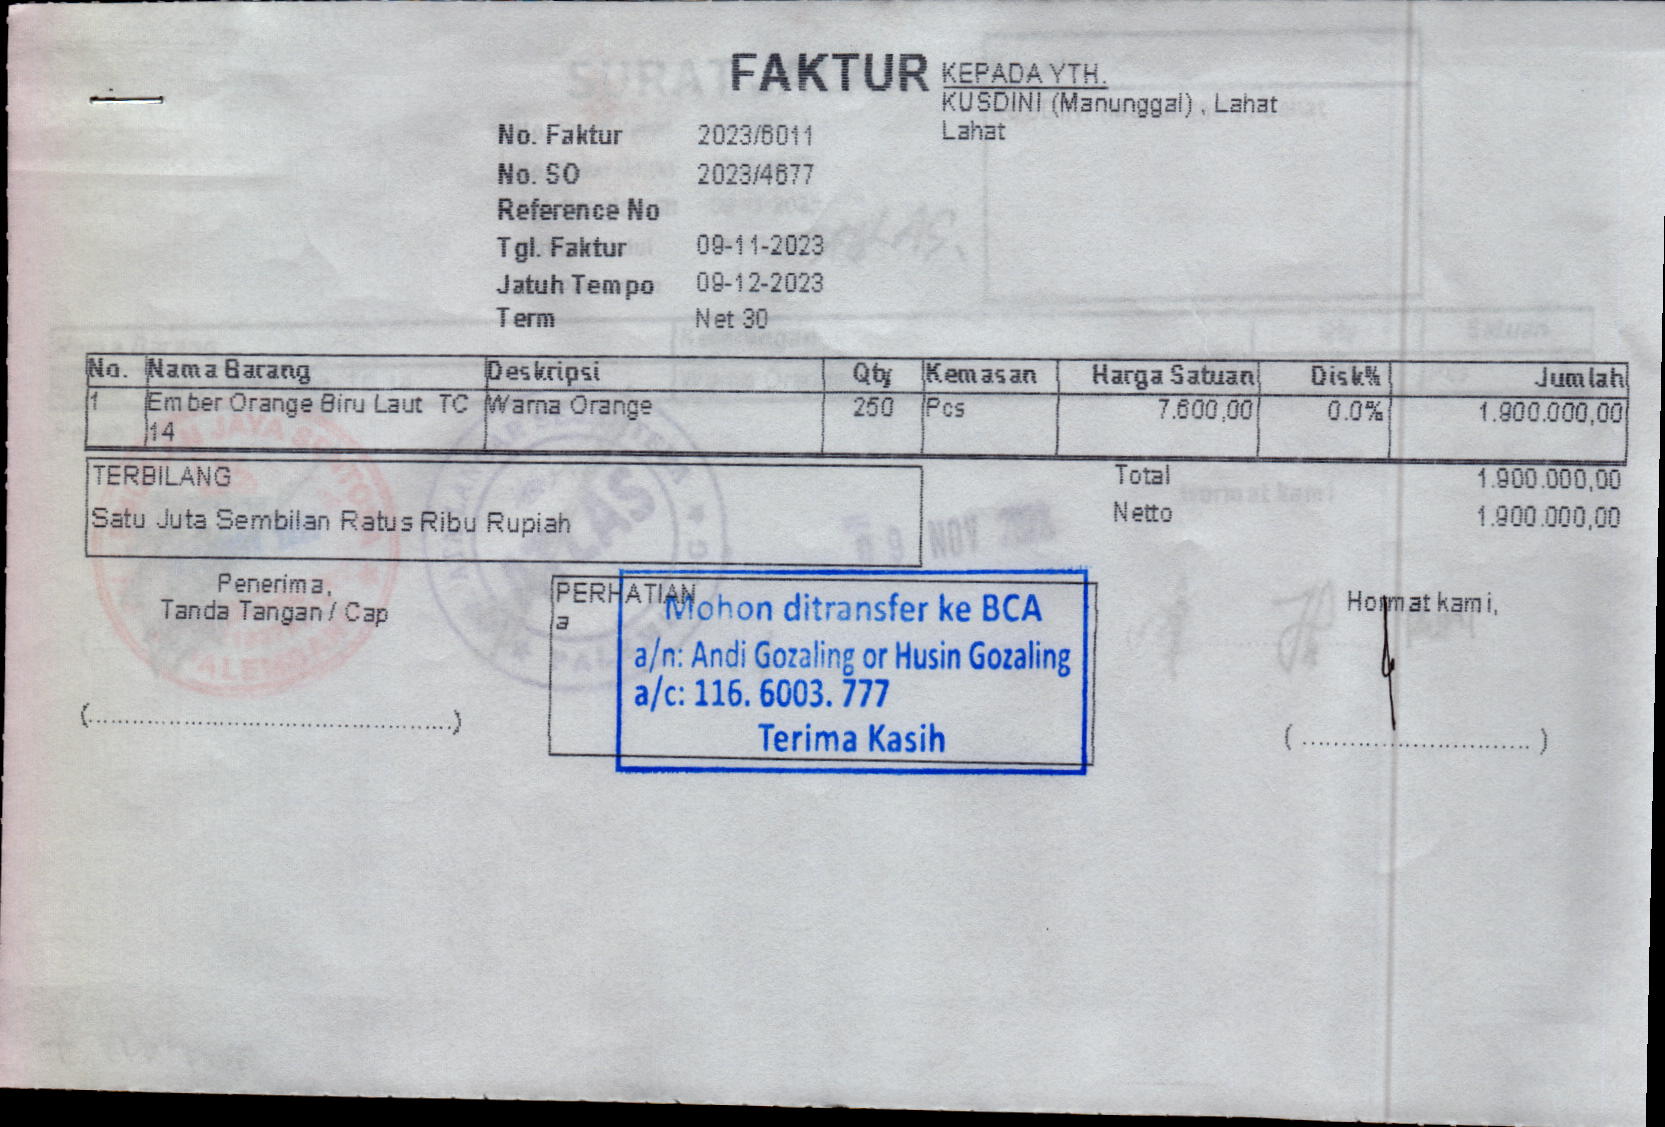 FAKTUR
KEPADA YTH.
KUSDINI (Manunggal) , Lahat
Lahat
No. Faktur 2023/6011
No. SO 2023/4677
Reference No
Tgl. Faktur 09-11-2023
Jatuh Tempo 09-12-2023
Term Net 30
No. Nama Barang Deskripsi Qty Kemasan Harga Satuan Disk% Jumlah
1 Ember Orange Biru Laut TC Warna Orange 250 Pcs 7.600,00 0.0% 1.900.000,00
14
TERBILANG
Satu Juta Sembilan Ratus Ribu Rupiah
Total 1.900.000,00
Netto 1.900.000,00
Penerima,
Tanda Tangan / Cap
(..................................................)
PERHATIAN
a
Mohon ditransfer ke BCA
a/n: Andi Gozaling or Husin Gozaling
a/c: 116. 6003. 777
Terima Kasih
Hormat kami,
( ............................... )